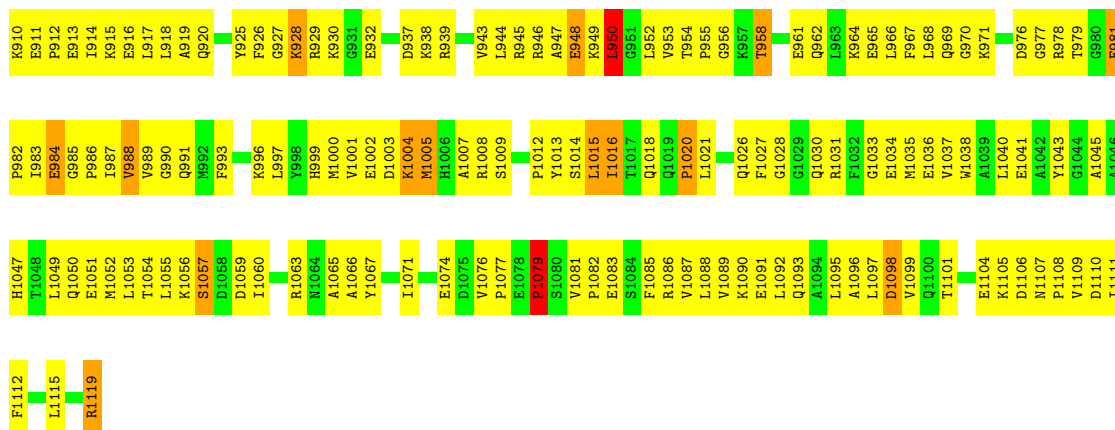 K910 E911 P912 E913 I914 K915 E916 L917 L918 A919 Q920 Y925 F926 G927 K928 R929 K930 G931 E932 D937 K938 R939 V943 L944 R945 R946 A947 E948 K949 L950 G951 L952 V953 T954 P955 G956 K957 T958 E961 Q962 L963 K964 E965 L966 F967 L968 Q969 G970 K971 D976 G977 R978 T979 G980
P982 I983 E984 G985 P986 I987 V988 V989 G990 Q991 M992 F993 K996 L997 Y998 H999 M1000 V1001 E1002 D1003 K1004 M1005 H1006 A1007 R1008 S1009 P1012 Y1013 S1014 L1015 I1016 T1017 Q1018 Q1019 P1020 L1021 Q1026 F1027 G1028 G1029 Q1030 R1031 F1032 G1033 E1034 M1035 E1036 V1037 W1038 A1039 L1040 E1041 A1042 Y1043 G1044 A1045
H1047 T1048 L1049 Q1050 E1051 M1052 L1053 T1054 L1055 K1056 S1057 D1058 D1059 I1060 R1063 N1064 A1065 A1066 Y1067 I1071 E1074 D1075 V1076 P1077 E1078 P1079 S1080 V1081 P1082 E1083 S1084 F1085 R1086 V1087 L1088 V1089 K1090 E1091 L1092 Q1093 A1094 L1095 A1096 L1097 D1098 V1099 Q1100 T1101 E1104 K1105 D1106 N1107 P1108 V1109 D1110
F1112 L1115 R1119